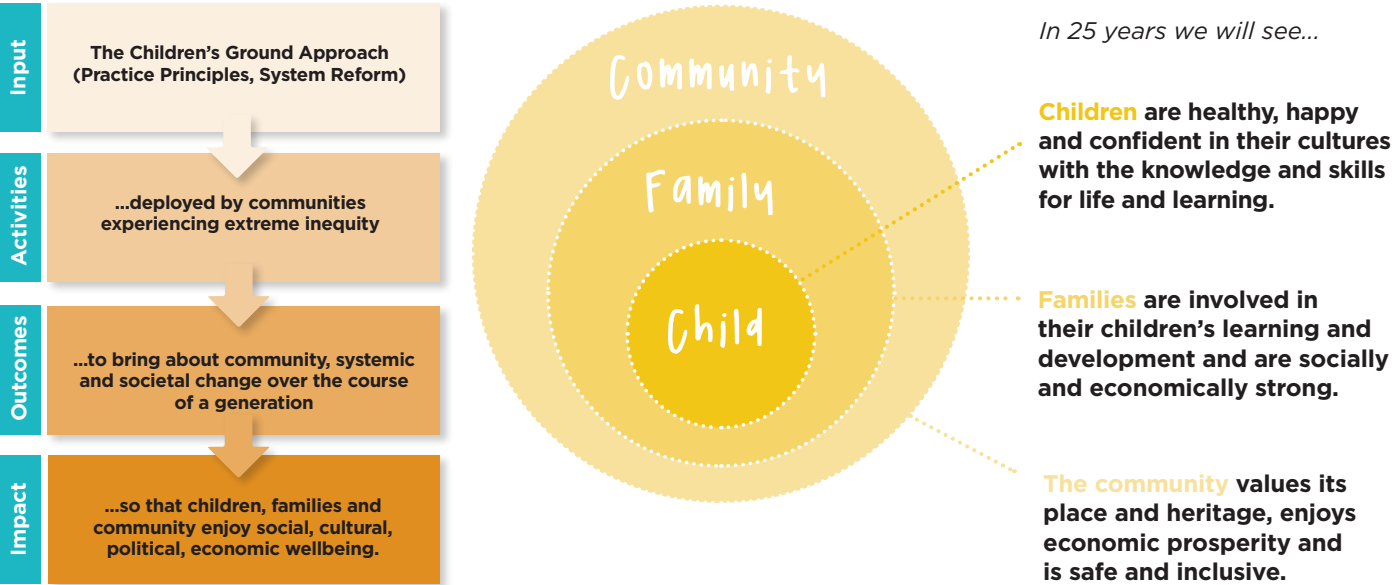 Input
The Children’s Ground Approach
(Practice Principles, System Reform)
Activities
...deployed by communities
experiencing extreme inequity
Outcomes
...to bring about community, systemic
and societal change over the course
of a generation
Impact
...so that children, families and
community enjoy social, cultural,
political, economic wellbeing.
Community
Family
Child
In 25 years we will see...
Children are healthy, happy
and confident in their cultures
with the knowledge and skills
for life and learning.
Families are involved in
their children’s learning and
development and are socially
and economically strong.
The community values its
place and heritage, enjoys
economic prosperity and
is safe and inclusive.